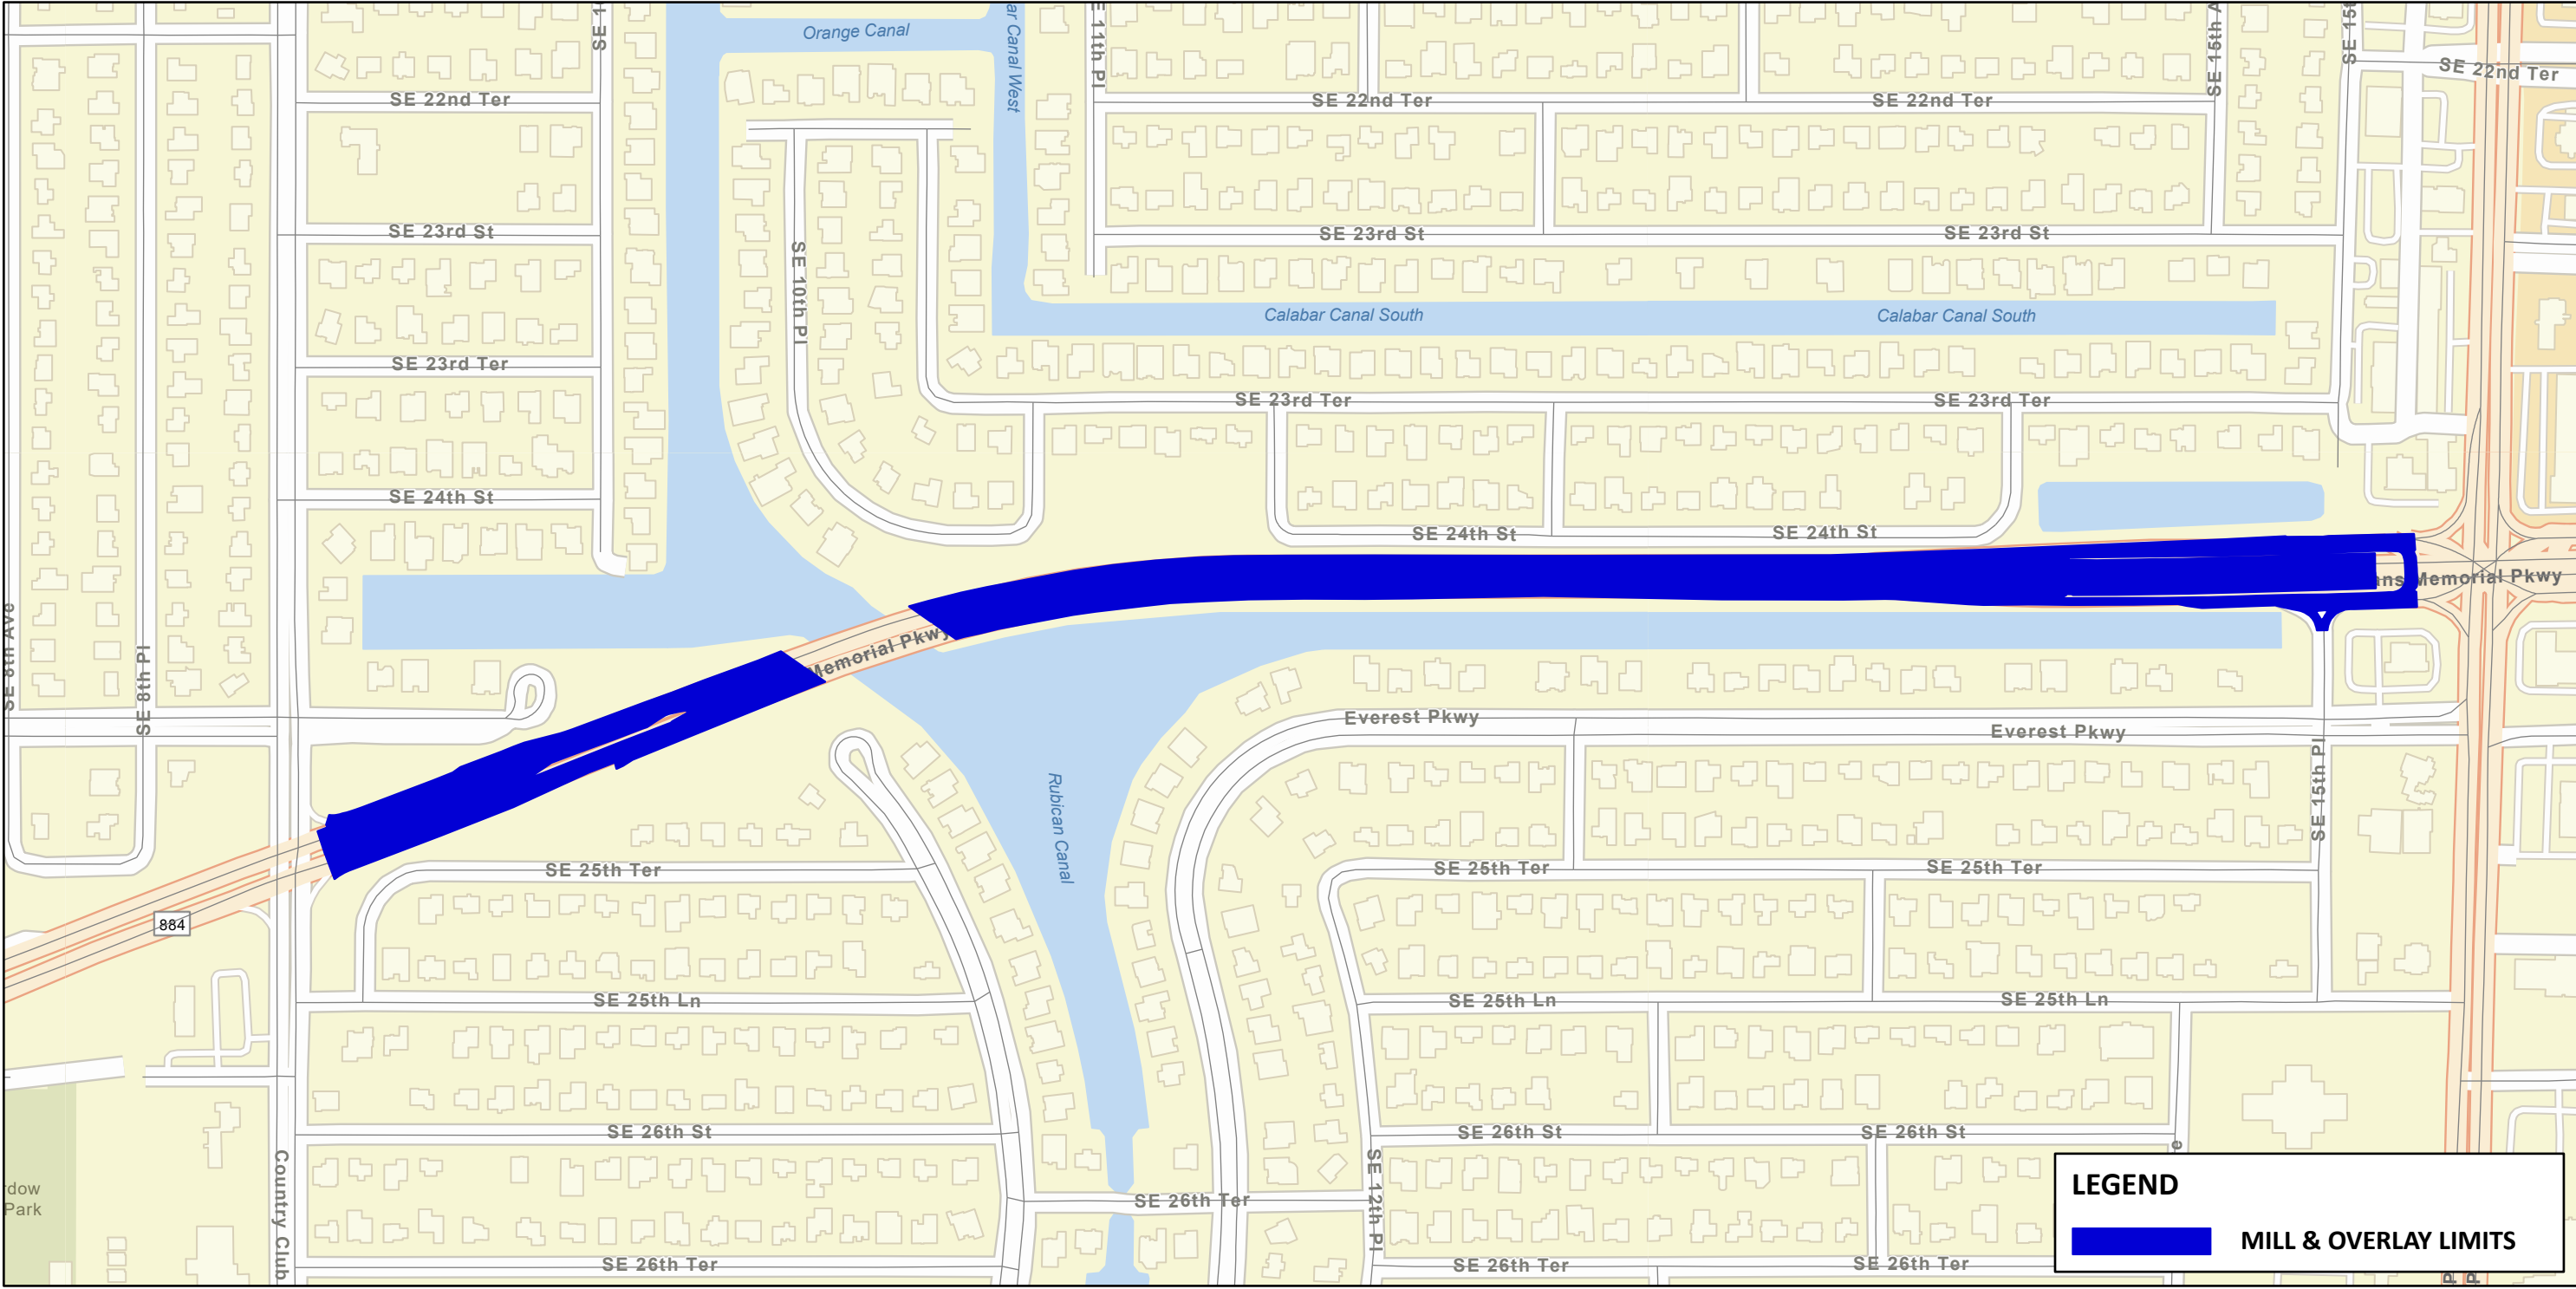 Orange Canal
SE 22nd Ter
SE 22nd Ter
SE 22nd Ter
SE 22nd Ter
SE 23rd St
SE 23rd St
SE 23rd St
SE 10th Pl
Calabar Canal South
Calabar Canal South
SE 23rd Ter
SE 23rd Ter
SE 23rd Ter
SE 24th St
SE 24th St
SE 24th St
Memorial Pkwy
Memorial Pkwy
SE 8th Ave
SE 8th Pl
Everest Pkwy
Everest Pkwy
SE 15th Pl
Rubican Canal
SE 25th Ter
SE 25th Ter
SE 25th Ter
884
SE 25th Ln
SE 25th Ln
SE 25th Ln
SE 26th St
SE 26th St
SE 26th St
Country Club
Park
SE 26th Ter
SE 12th Pl
SE 26th Ter
SE 26th Ter
SE 26th Ter
LEGEND
MILL & OVERLAY LIMITS